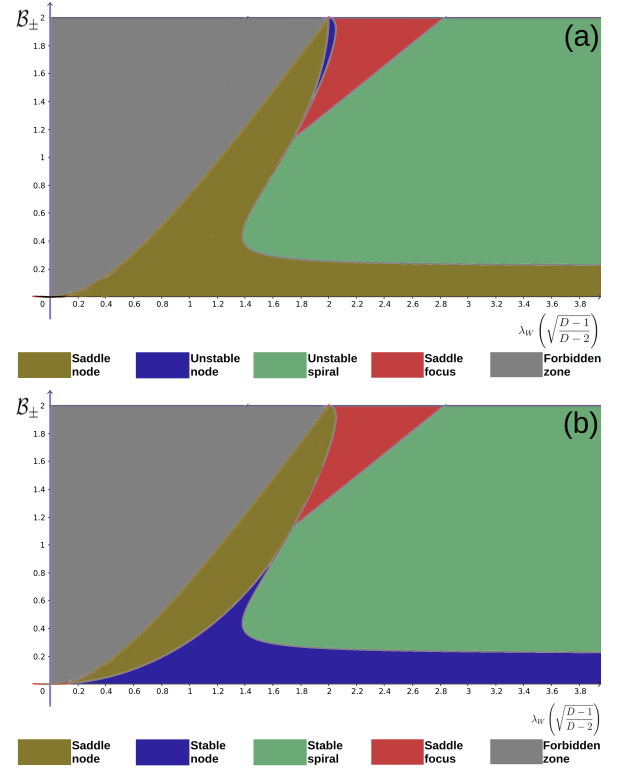 ℬ± 2 (a)
1.8
1.6
1.4
1.2
1
0.8
0.6
0.4
0.2
0 0.2 0.4 0.6 0.8 1 1.2 1.4 1.6 1.8 2 2.2 2.4 2.6 2.8 3 3.2 3.4 3.6 3.8
λ_W (√(D − 1 / D − 2))
Saddle node Unstable node Unstable spiral Saddle focus Forbidden zone
ℬ± 2 (b)
1.8
1.6
1.4
1.2
1
0.8
0.6
0.4
0.2
0 0.2 0.4 0.6 0.8 1 1.2 1.4 1.6 1.8 2 2.2 2.4 2.6 2.8 3 3.2 3.4 3.6 3.8
λ_W (√(D − 1 / D − 2))
Saddle node Stable node Stable spiral Saddle focus Forbidden zone